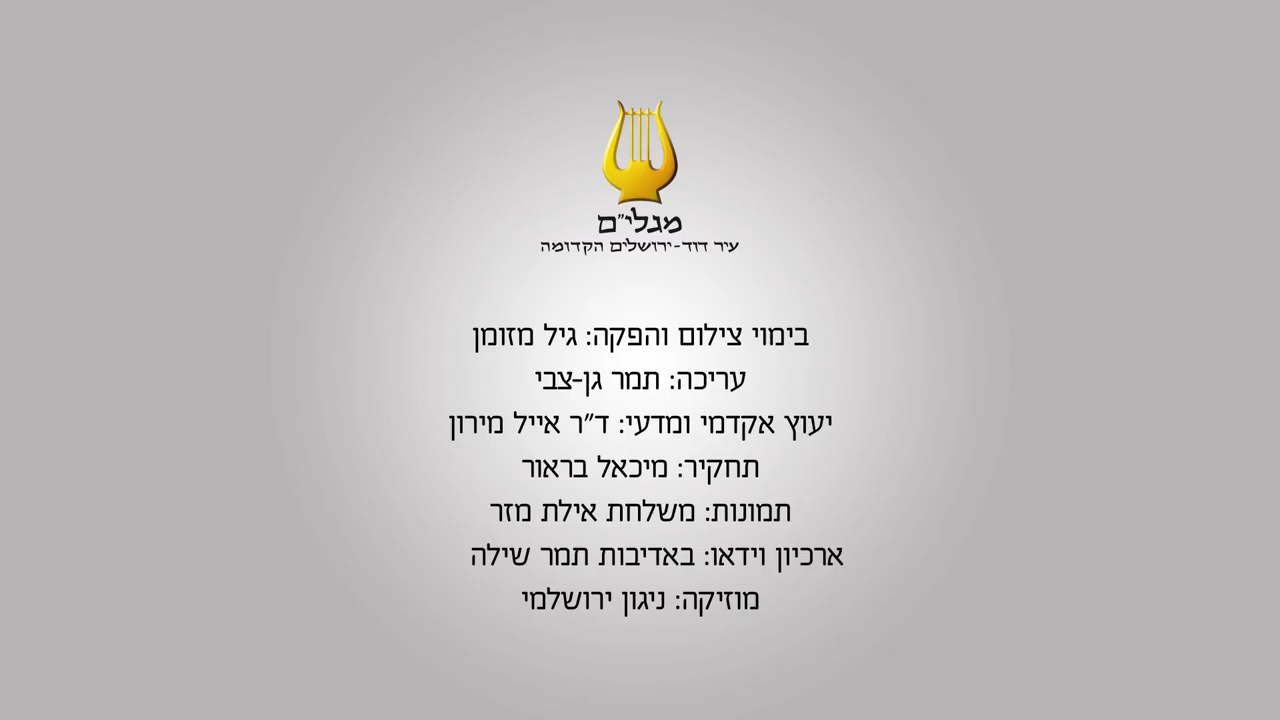 מגלי״ם
עיר דוד-ירושלים הקדומה
בימוי צילום והפקה: גיל מזומן
עריכה: תמר גן-צבי
יעוץ אקדמי ומדעי: ד״ר אייל מירון
תחקיר: מיכאל בראור
תמונות: משלחת אילת מזר
ארכיון וידאו: באדיבות תמר שילה
מוזיקה: ניגון ירושלמי